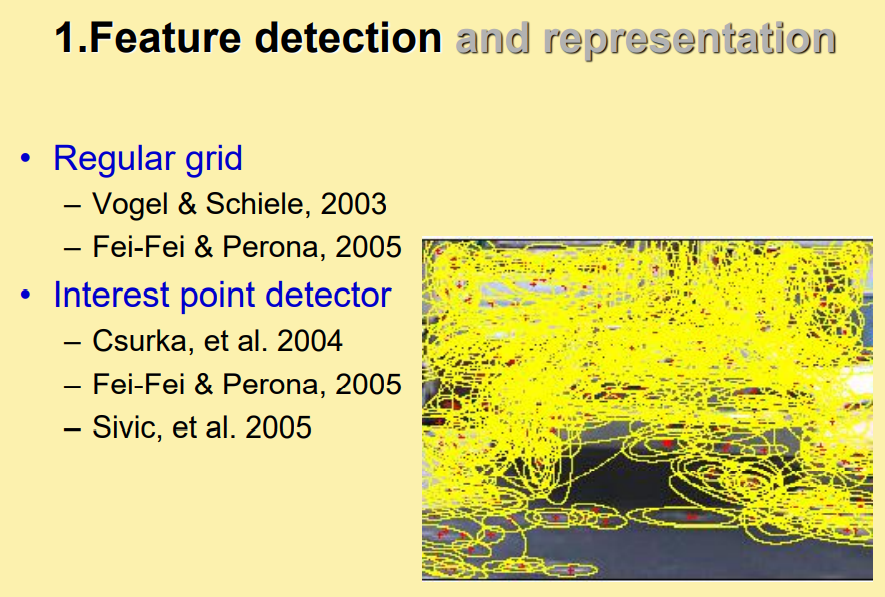 1.Feature detection and representation
• Regular grid
– Vogel & Schiele, 2003
– Fei-Fei & Perona, 2005
• Interest point detector
– Csurka, et al. 2004
– Fei-Fei & Perona, 2005
– Sivic, et al. 2005